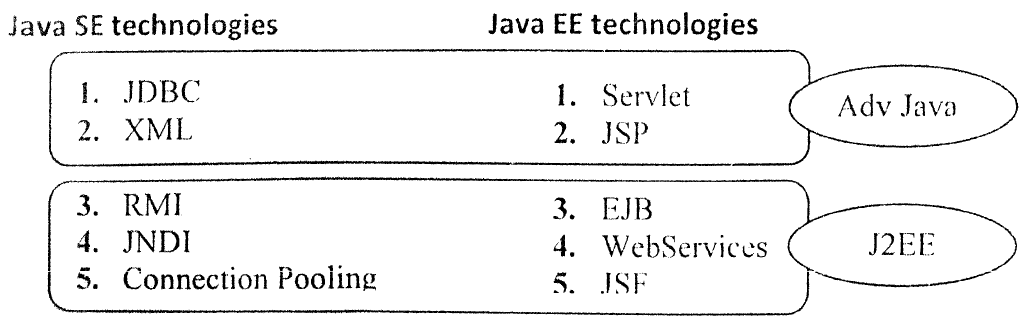 Java SE technologies Java EE technologies
1. JDBC 1. Servlet
2. XML 2. JSP
Adv Java
3. RMI 3. EJB
4. JNDI 4. WebServices
5. Connection Pooling 5. JSF
J2EE